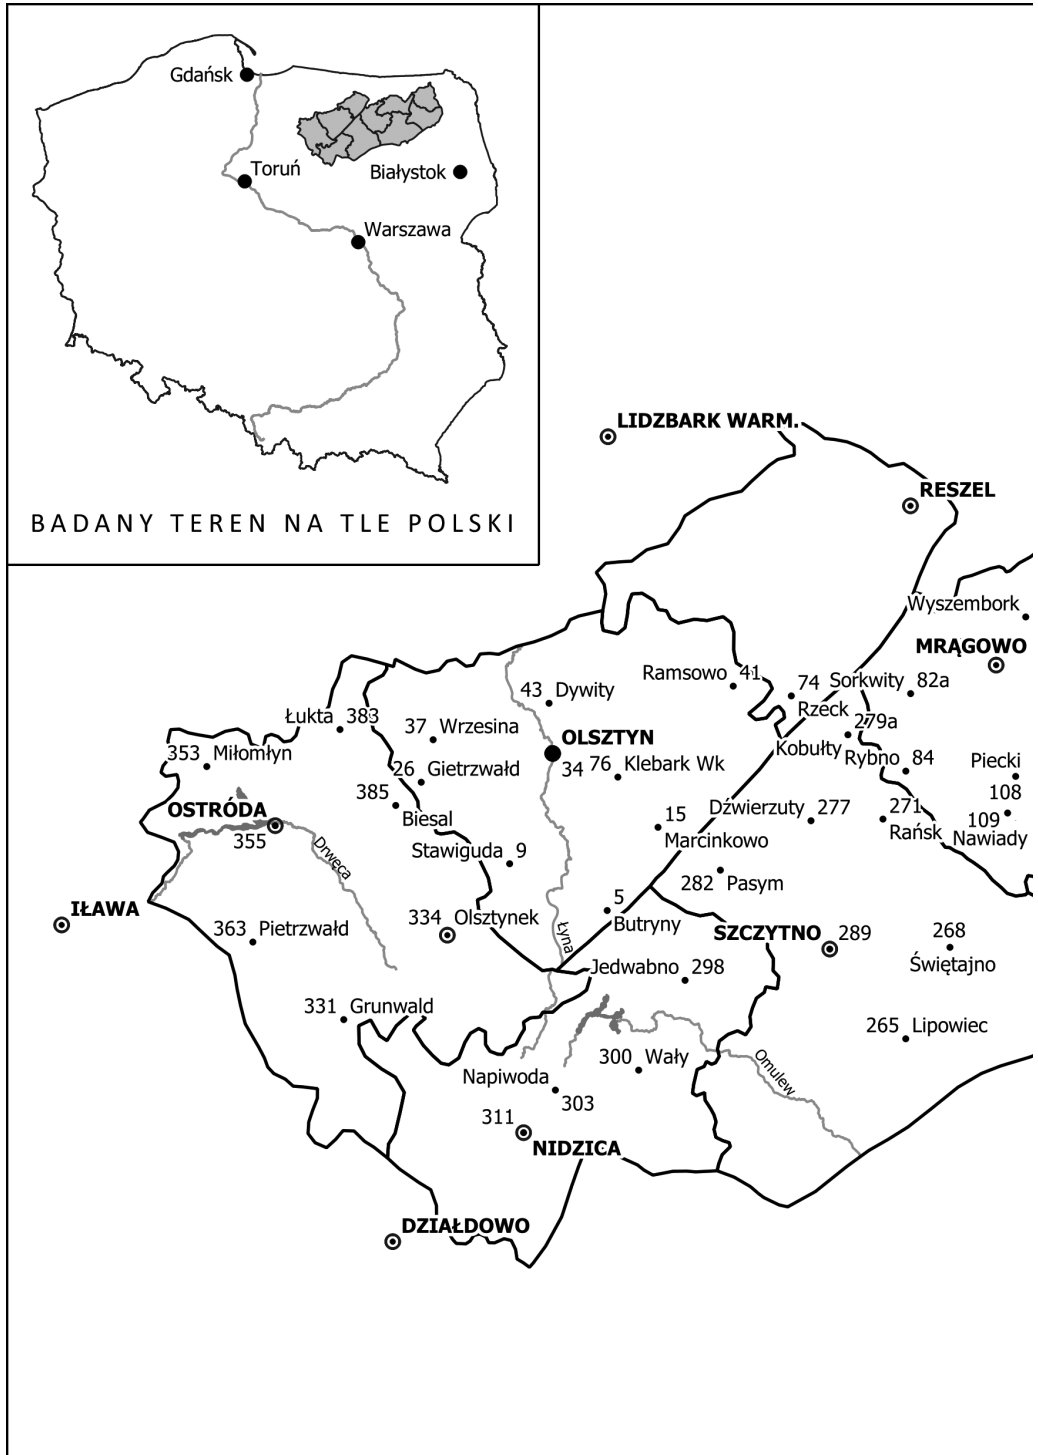 Gdańsk
Toruń
Białystok
Warszawa
BADANY TEREN NA TLE POLSKI
LIDZBARK WARM.
RESZEL
Wyszembork
MRĄGOWO
Ramsowo 41
74
Rzeck
Sorkwity 82a
43 Dywity
Łukta 383
37 Wrzesina
279a
Kobułty
OLSZTYN
34
76 Klebark Wk
353 Miłomłyn
26 Gietrzwałd
Rybno 84
Piecki
385
Biesal
OSTRÓDA
355
108
109
Nawiady
Dźwierzuty 277
271
Rańsk
15
Marcinkowo
Drwęca
Stawiguda 9
282 Pasym
5
Butryny
IŁAWA
334 Olsztynek
363 Pietrzwałd
Łyna
SZCZYTNO 289
268
Świętajno
Jedwabno 298
331 Grunwald
265 Lipowiec
300 Wały
Omulew
Napiwoda
303
311
NIDZICA
DZIAŁDOWO